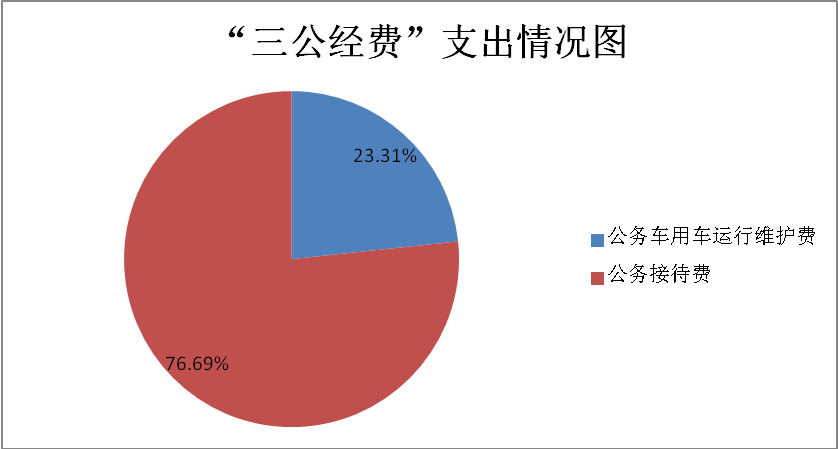 “三公经费”支出情况图
23.31%
公务车用车运行维护费
公务接待费
76.69%